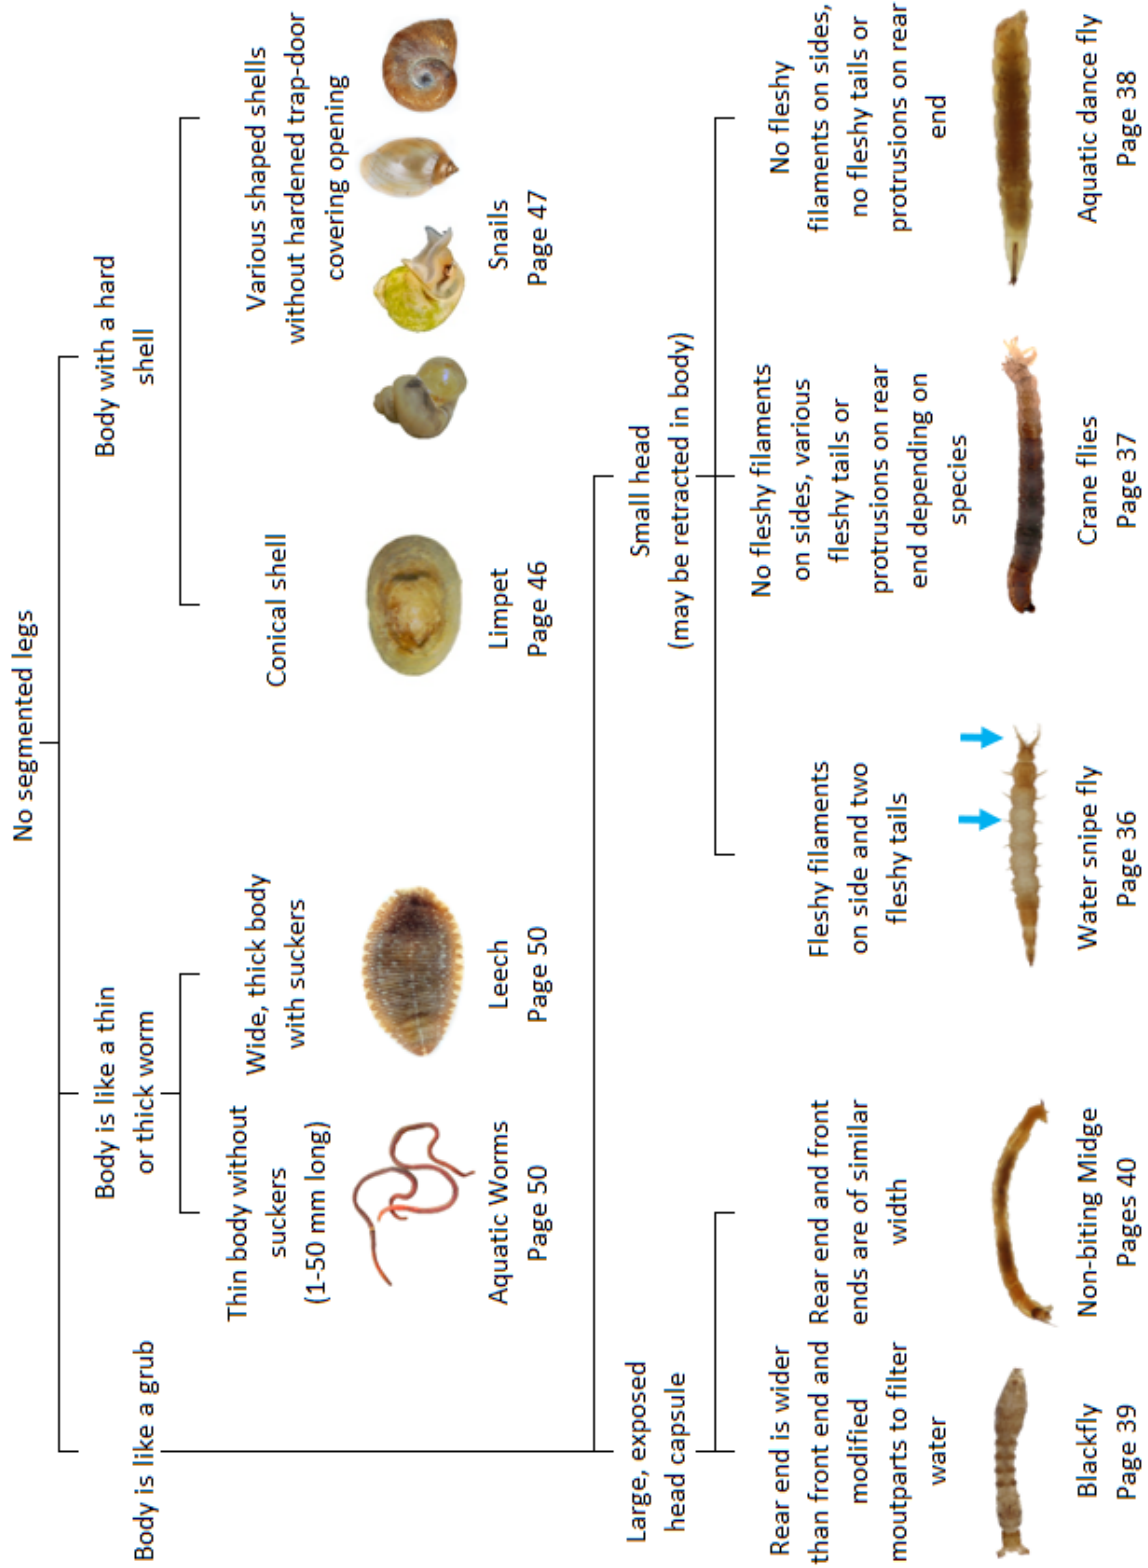 No segmented legs
Body is like a grub
Body is like a thin
or thick worm
Body with a hard
shell
Thin body without
suckers
(1-50 mm long)
Aquatic Worms
Page 50
Wide, thick body
with suckers
Leech
Page 50
Conical shell
Limpet
Page 46
Various shaped shells
without hardened trap-door
covering opening
Snails
Page 47
Large, exposed
head capsule
Small head
(may be retracted in body)
Rear end is wider
than front end and
modified
moutparts to filter
water
Blackfly
Page 39
Rear end and front
ends are of similar
width
Non-biting Midge
Pages 40
Fleshy filaments
on side and two
fleshy tails
Water snipe fly
Page 36
No fleshy filaments
on sides, various
fleshy tails or
protrusions on rear
end depending on
species
Crane flies
Page 37
No fleshy
filaments on sides,
no fleshy tails or
protrusions on rear
end
Aquatic dance fly
Page 38